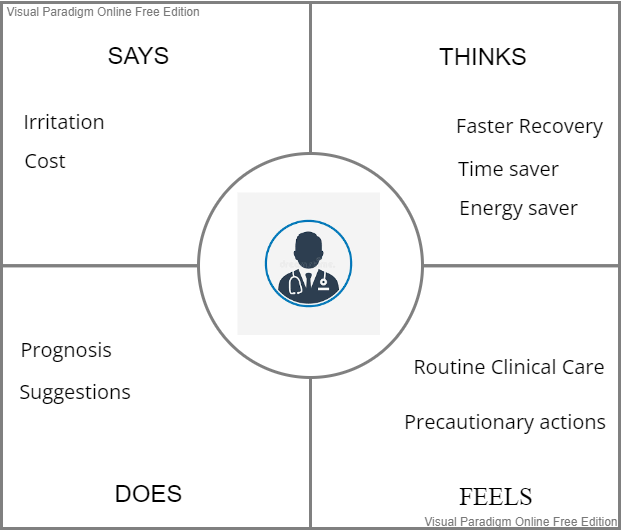 Visual Paradigm Online Free Edition
SAYS
Irritation
Cost
THINKS
Faster Recovery
Time saver
Energy saver
Prognosis
Suggestions
DOES
Routine Clinical Care
Precautionary actions
FEELS
Visual Paradigm Online Free Edition